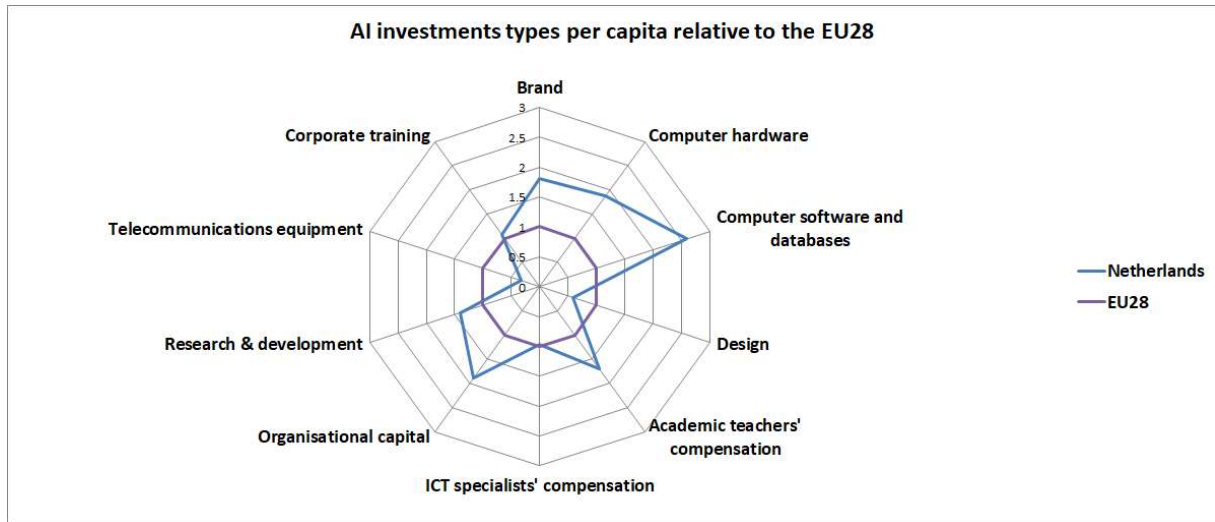 AI investments types per capita relative to the EU28
Brand
3
2.5
2
1.5
1
0.5
0
Computer hardware
Computer software and
databases
Design
Academic teachers'
compensation
ICT specialists' compensation
Organisational capital
Research & development
Telecommunications equipment
Corporate training
Netherlands
EU28